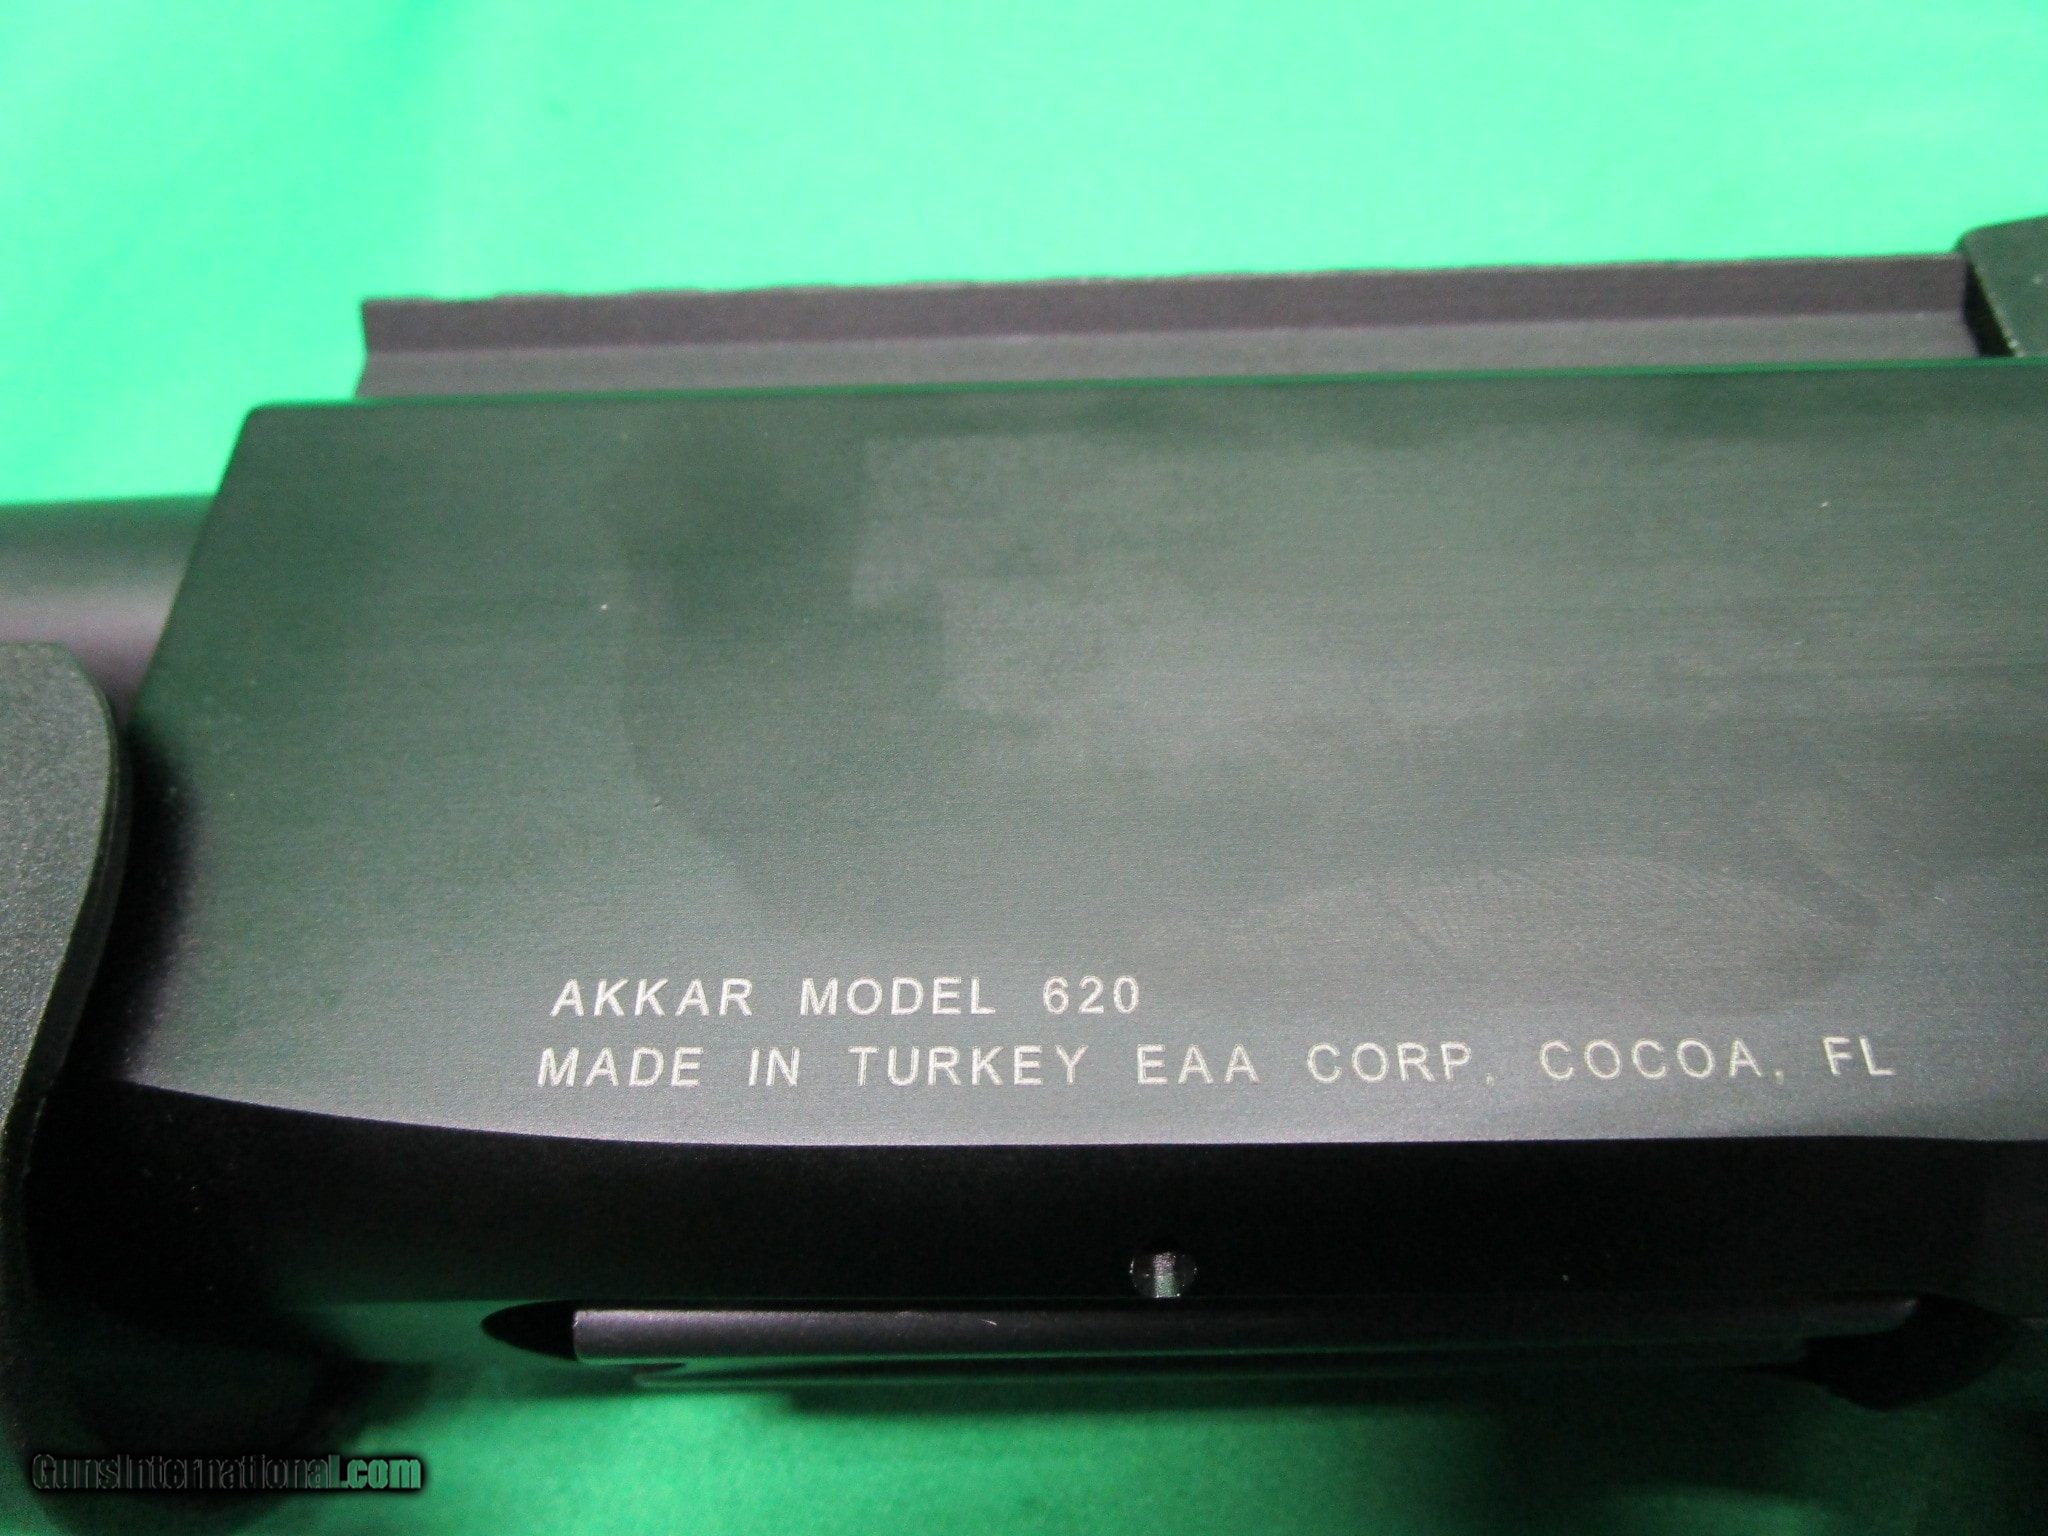 AKKAR MODEL 620
MADE IN TURKEY EAA CORP. COCOA, FL
GunsInternational.com